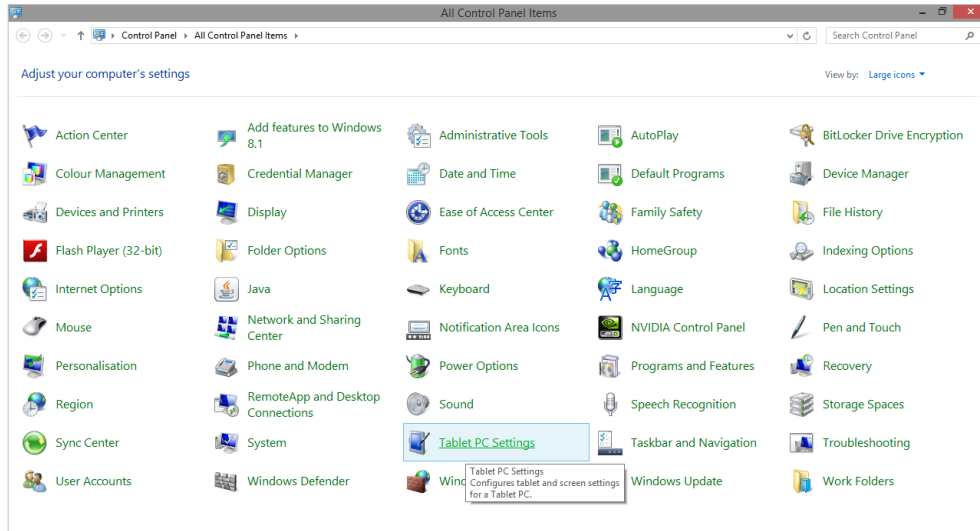 All Control Panel Items
Control Panel All Control Panel Items Search Control Panel
Adjust your computer's settings View by: Large icons
Action Center Add features to Windows 8.1 Administrative Tools AutoPlay BitLocker Drive Encryption
Colour Management Credential Manager Date and Time Default Programs Device Manager
Devices and Printers Display Ease of Access Center Family Safety File History
Flash Player (32-bit) Folder Options Fonts HomeGroup Indexing Options
Internet Options Java Keyboard Language Location Settings
Mouse Network and Sharing Center Notification Area Icons NVIDIA Control Panel Pen and Touch
Personalisation Phone and Modem Power Options Programs and Features Recovery
Region RemoteApp and Desktop Connections Sound Speech Recognition Storage Spaces
Sync Center System Tablet PC Settings Taskbar and Navigation Troubleshooting
User Accounts Windows Defender Windows Update Work Folders
Tablet PC Settings
Configures tablet and screen settings
for a Tablet PC.